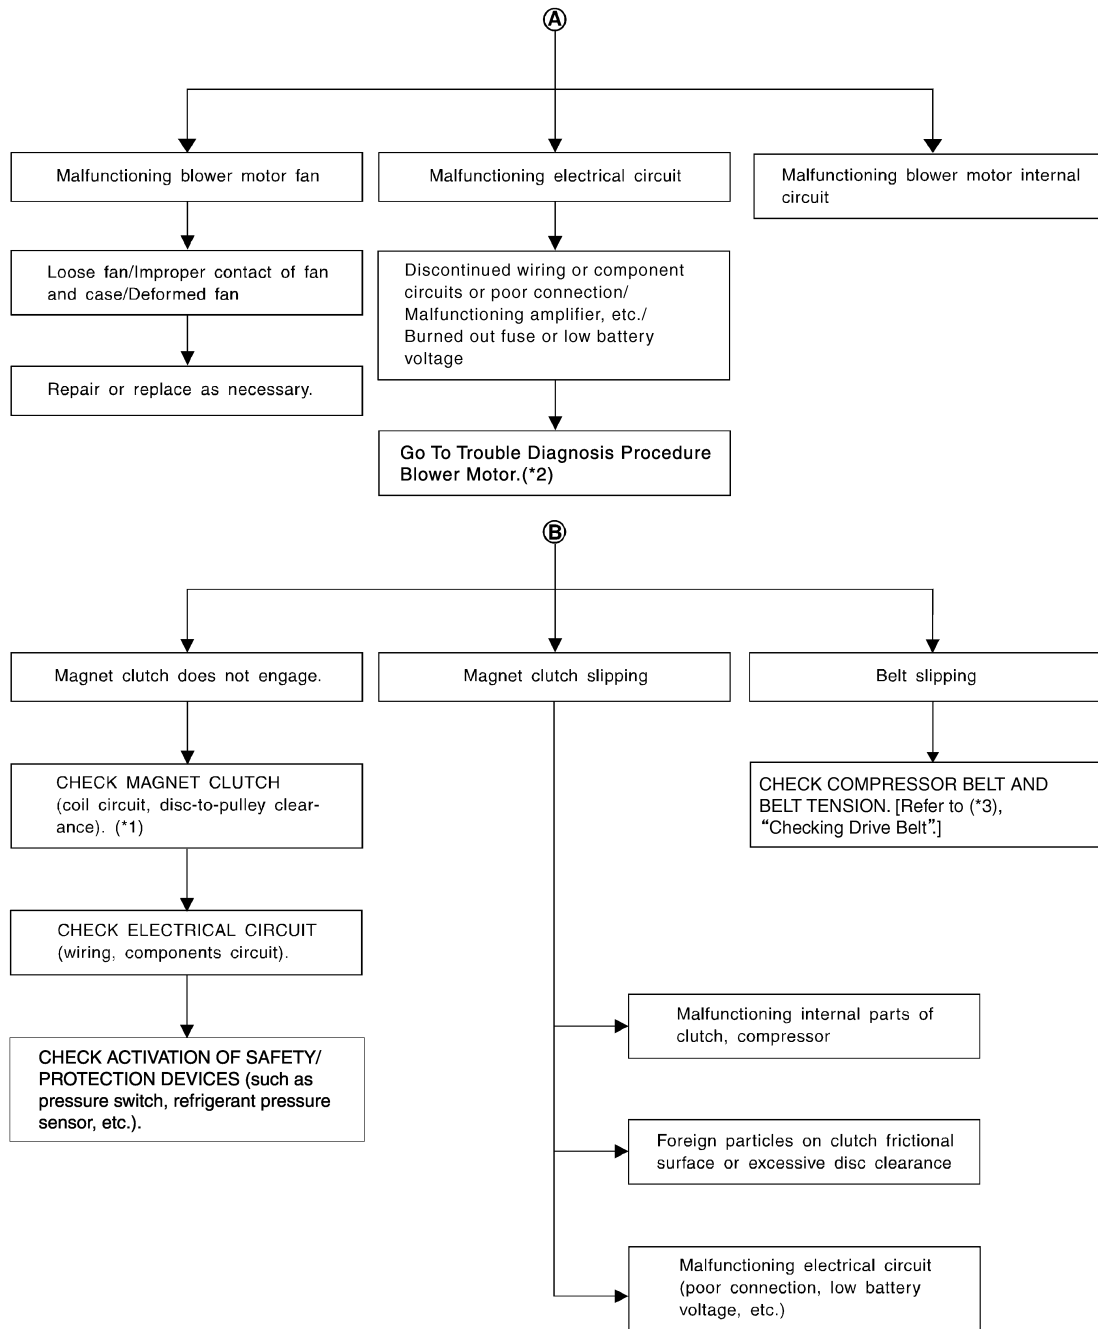 A
Malfunctioning blower motor fan
Malfunctioning electrical circuit
Malfunctioning blower motor internal
circuit
Loose fan/Improper contact of fan
and case/Deformed fan
Discontinued wiring or component
circuits or poor connection/
Malfunctioning amplifier, etc./
Burned out fuse or low battery
voltage
Repair or replace as necessary.
Go To Trouble Diagnosis Procedure
Blower Motor.(*2)
B
Magnet clutch does not engage.
Magnet clutch slipping
Belt slipping
CHECK MAGNET CLUTCH
(coil circuit, disc-to-pulley clear-
ance). (*1)
CHECK COMPRESSOR BELT AND
BELT TENSION. [Refer to (*3),
“Checking Drive Belt”.]
CHECK ELECTRICAL CIRCUIT
(wiring, components circuit).
CHECK ACTIVATION OF SAFETY/
PROTECTION DEVICES (such as
pressure switch, refrigerant pressure
sensor, etc.).
Malfunctioning internal parts of
clutch, compressor
Foreign particles on clutch frictional
surface or excessive disc clearance
Malfunctioning electrical circuit
(poor connection, low battery
voltage, etc.)